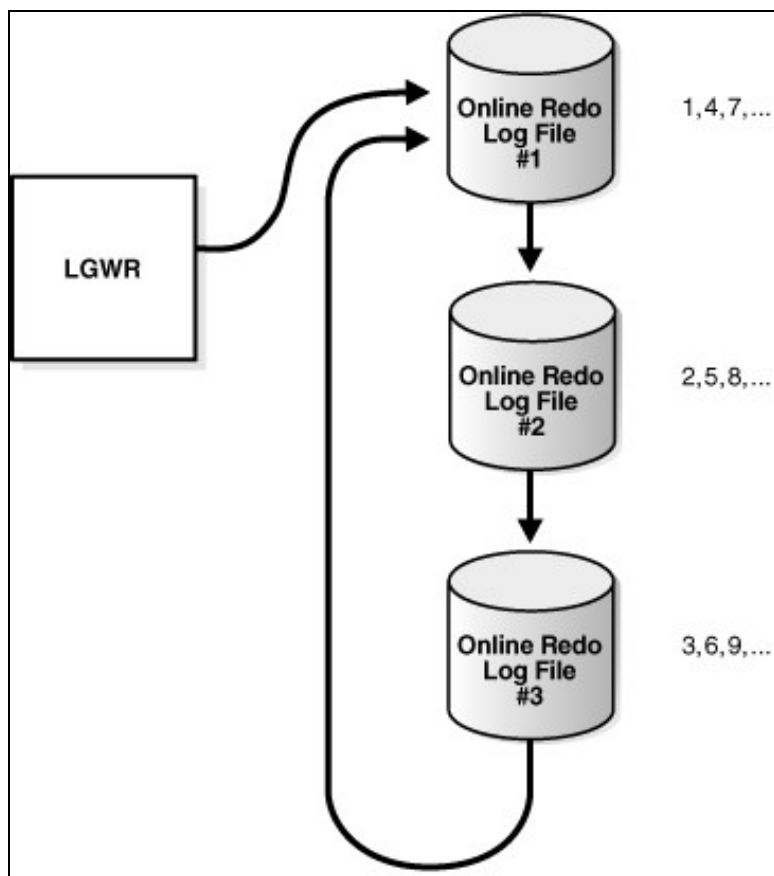 Online Redo
Log File
#1
1,4,7,...
LGWR
Online Redo
Log File
#2
2,5,8,...
Online Redo
Log File
#3
3,6,9,...